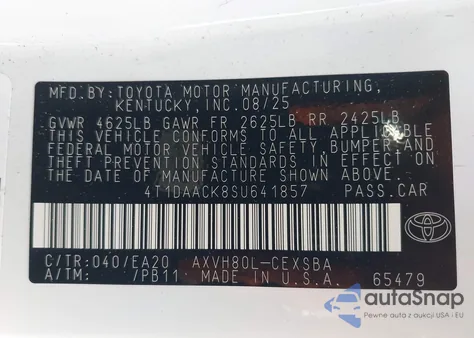 MFD.BY:TOYOTA MOTOR MANUFACTURING,
KENTUCKY,INC.08/25
GVWR 4625LB GAWR FR 2625LB RR 2425LB
THIS VEHICLE CONFORMS TO ALL APPLICABLE
FEDERAL MOTOR VEHICLE SAFETY,BUMPER,AND
THEFT PREVENTION STANDARDS IN EFFECT ON
THE DATE OF MANUFACTURE SHOWN ABOVE.
4T1DAACK8SU641857 PASS.CAR
C/TR:040/EA20 AXVH80L-CEXSBA
A/TM: /PB11 MADE IN U.S.A. 65479
TOYOTA
autoSnap
Pewne auta z aukcji USA i EU